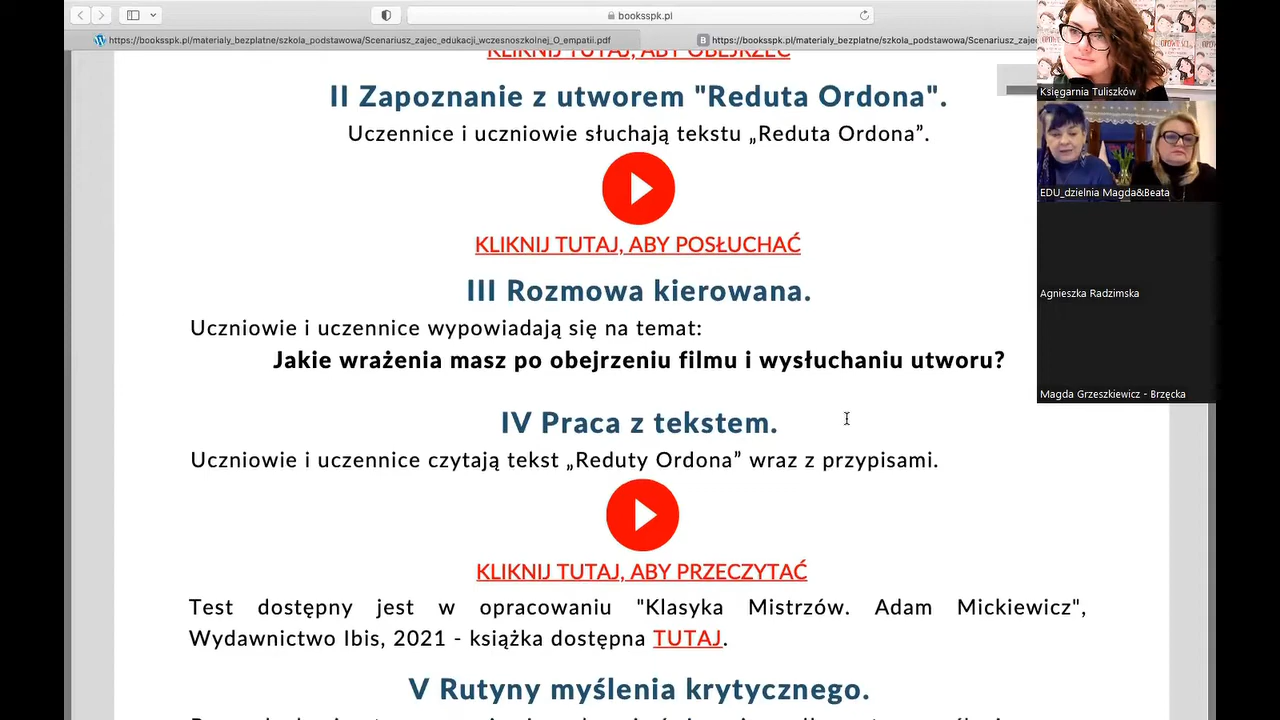 booksspk.pl
https://booksspk.pl/materialy_bezplatne/szkola_podstawowa/Scenariusz_zajec_edukacji_wczesnoszkolnej_O_empatii.pdf
https://booksspk.pl/materialy_bezplatne/szkola_podstawowa/Scenariusz_zajec
KLIKNIJ TUTAJ, ABY OBEJRZEĆ
II Zapoznanie z utworem "Reduta Ordona".
Uczennice i uczniowie słuchają tekstu „Reduta Ordona”.
KLIKNIJ TUTAJ, ABY POSŁUCHAĆ
III Rozmowa kierowana.
Uczniowie i uczennice wypowiadają się na temat:
Jakie wrażenia masz po obejrzeniu filmu i wysłuchaniu utworu?
IV Praca z tekstem.
Uczniowie i uczennice czytają tekst „Reduty Ordona” wraz z przypisami.
KLIKNIJ TUTAJ, ABY PRZECZYTAĆ
Test dostępny jest w opracowaniu "Klasyka Mistrzów. Adam Mickiewicz",
Wydawnictwo Ibis, 2021 - książka dostępna TUTAJ.
V Rutyny myślenia krytycznego.
Księgarnia Tuliszków
EDU_dzielnia Magda&Beata
Agnieszka Radzimska
Magda Grzeszkiewicz - Brzęcka